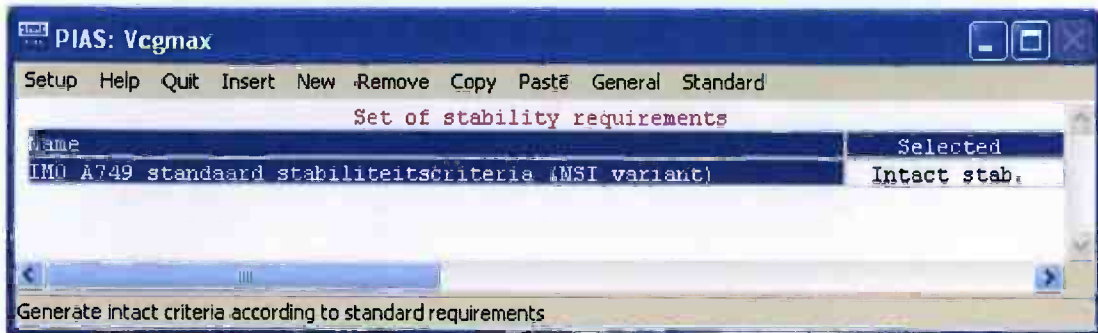 PIAS: Vcgmax
Setup Help Quit Insert New Remove Copy Paste General Standard
Set of stability requirements
Name Selected
IMO A749 standaard stabiliteitscriteria (NSI variant) Intact stab.
Generate intact criteria according to standard requirements